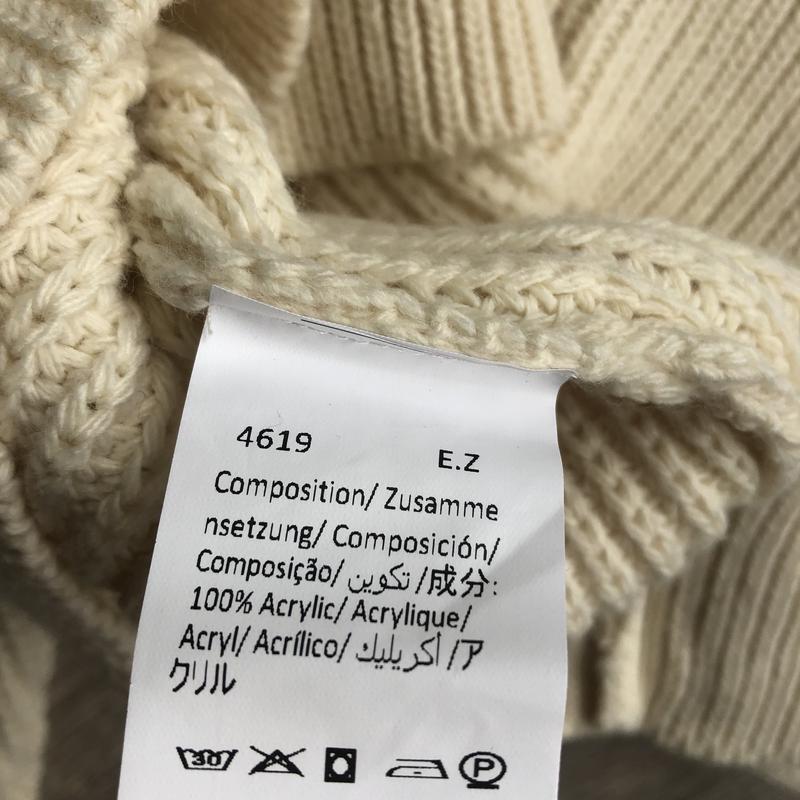 4619 E.Z
Composition/ Zusamme
nsetzung/ Composición/
Composição/ تكوين /成分:
100% Acrylic/ Acrylique/
Acryl/ Acrílico/ أكريليك /ア
クリル
30 P